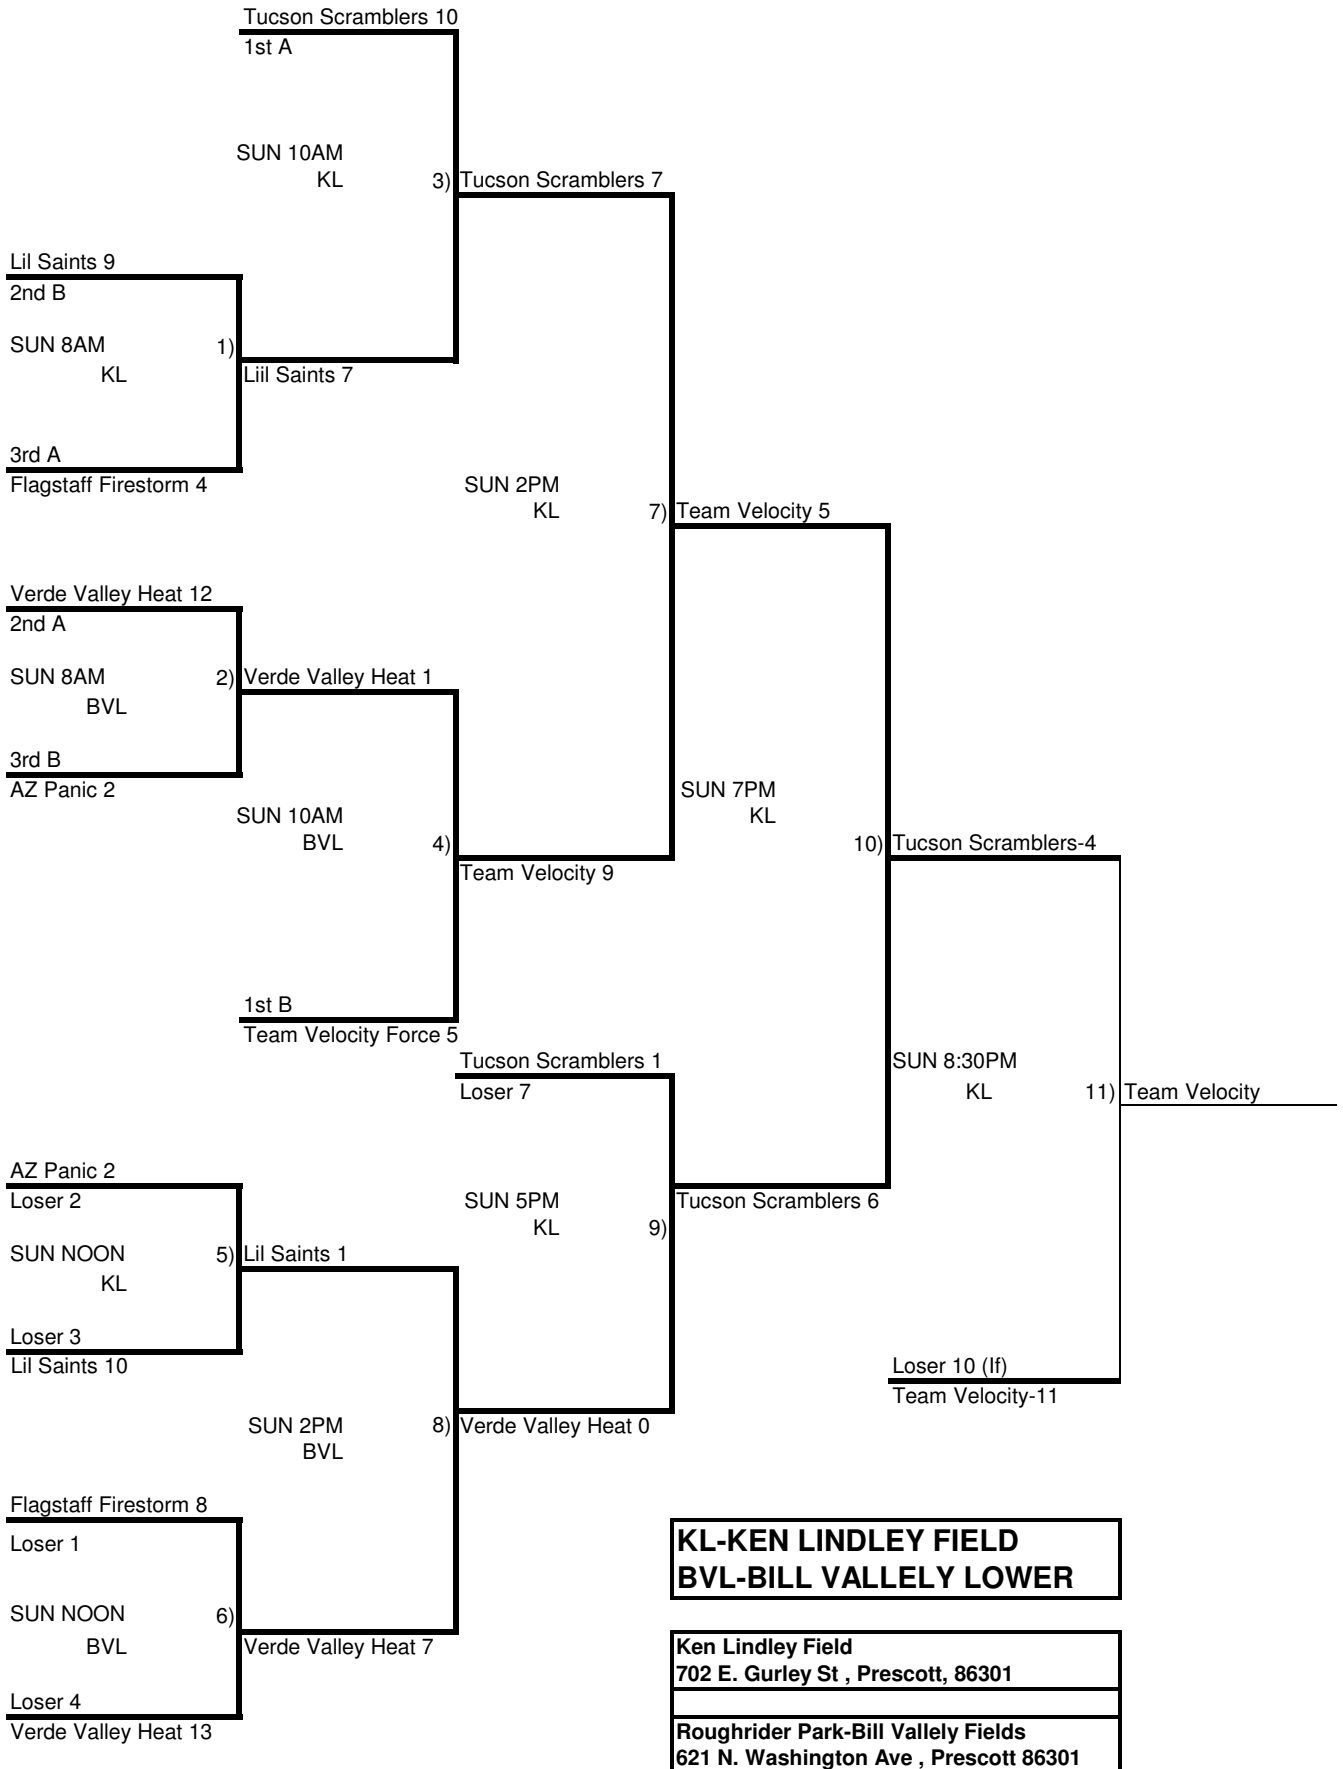 Tucson Scramblers 10
1st A
SUN 10AM
KL
3) Tucson Scramblers 7
Lil Saints 9
2nd B
SUN 8AM
1)
KL
Liil Saints 7
3rd A
Flagstaff Firestorm 4
SUN 2PM
KL
7) Team Velocity 5
Verde Valley Heat 12
2nd A
SUN 8AM
2) Verde Valley Heat 1
BVL
3rd B
AZ Panic 2
SUN 10AM
BVL
4)
Team Velocity 9
SUN 7PM
KL
10) Tucson Scramblers-4
1st B
Team Velocity Force 5
Tucson Scramblers 1
Loser 7
SUN 8:30PM
KL
11) Team Velocity
AZ Panic 2
Loser 2
SUN NOON
5) Lil Saints 1
KL
Loser 3
Lil Saints 10
SUN 5PM
KL
9)
Tucson Scramblers 6
Loser 10 (If)
Team Velocity-11
SUN 2PM
BVL
8) Verde Valley Heat 0
Flagstaff Firestorm 8
Loser 1
SUN NOON
6)
BVL
Verde Valley Heat 7
Loser 4
Verde Valley Heat 13
KL-KEN LINDLEY FIELD
BVL-BILL VALLELY LOWER
Ken Lindley Field
702 E. Gurley St , Prescott, 86301
Roughrider Park-Bill Vallely Fields
621 N. Washington Ave , Prescott 86301